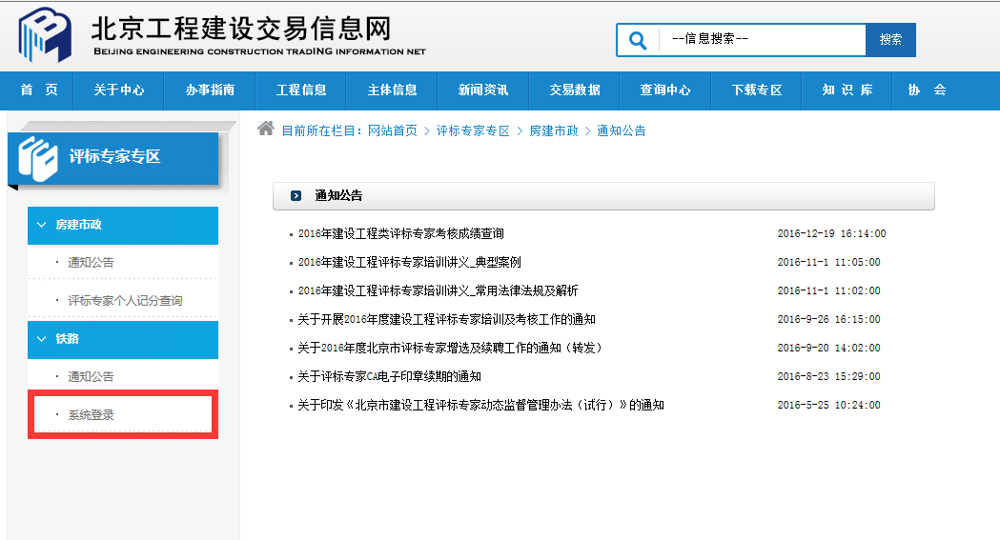 北京工程建设交易信息网
BEIJING ENGINEERING CONSTRUCTION TRADING INFORMATION NET
--信息搜索-- 搜索
首 页 关于中心 办事指南 工程信息 主体信息 新闻资讯 交易数据 查询中心 下载专区 知 识 库 协 会
目前所在栏目：网站首页 > 评标专家专区 > 房建市政 > 通知公告
评标专家专区
房建市政
· 通知公告
· 评标专家个人记分查询
铁路
· 通知公告
· 系统登录
通知公告
2016年建设工程类评标专家考核成绩查询 2016-12-19 16:14:00
2016年建设工程评标专家培训讲义_典型案例 2016-11-1 11:05:00
2016年建设工程评标专家培训讲义_常用法律法规及解析 2016-11-1 11:02:00
关于开展2016年度建设工程评标专家培训及考核工作的通知 2016-9-26 16:15:00
关于2016年度北京市评标专家增选及续聘工作的通知（转发） 2016-9-20 14:02:00
关于评标专家CA电子印章续期的通知 2016-8-23 15:29:00
关于印发《北京市建设工程评标专家动态监督管理办法（试行）》的通知 2016-5-25 10:24:00